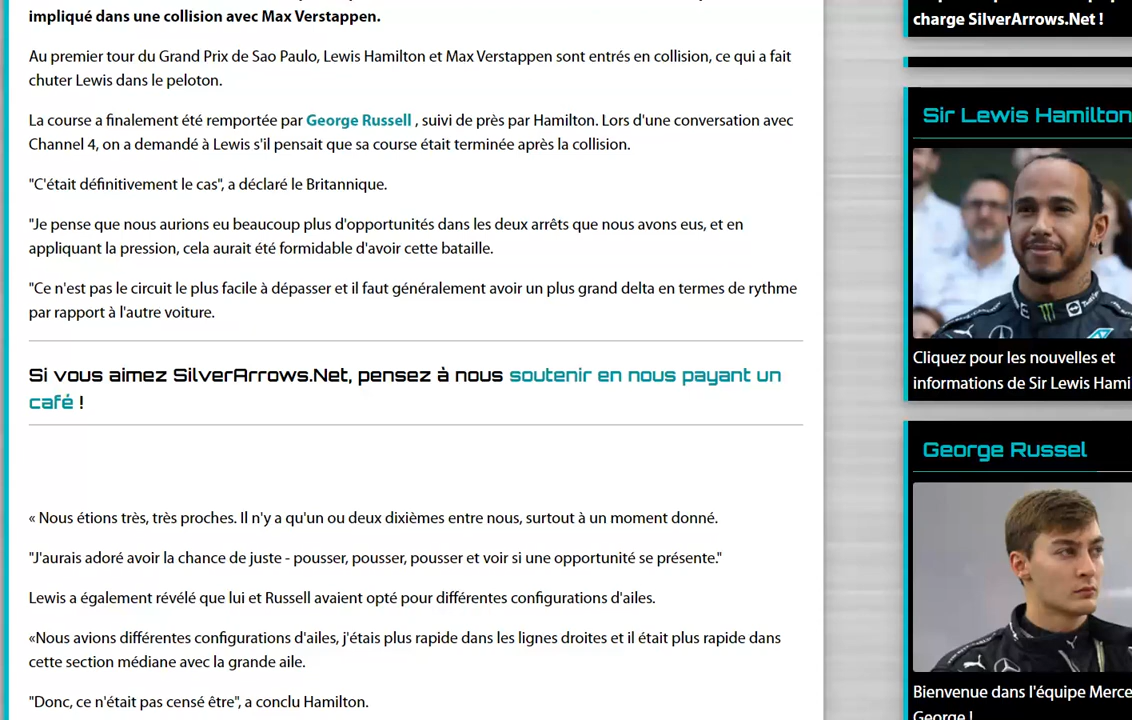 impliqué dans une collision avec Max Verstappen.
Au premier tour du Grand Prix de Sao Paulo, Lewis Hamilton et Max Verstappen sont entrés en collision, ce qui a fait
chuter Lewis dans le peloton.
La course a finalement été remportée par George Russell , suivi de près par Hamilton. Lors d'une conversation avec
Channel 4, on a demandé à Lewis s'il pensait que sa course était terminée après la collision.
"C'était définitivement le cas", a déclaré le Britannique.
"Je pense que nous aurions eu beaucoup plus d'opportunités dans les deux arrêts que nous avons eus, et en
appliquant la pression, cela aurait été formidable d'avoir cette bataille.
"Ce n'est pas le circuit le plus facile à dépasser et il faut généralement avoir un plus grand delta en termes de rythme
par rapport à l'autre voiture.
Si vous aimez SilverArrows.Net, pensez à nous soutenir en nous payant un
café !
« Nous étions très, très proches. Il n'y a qu'un ou deux dixièmes entre nous, surtout à un moment donné.
"J'aurais adoré avoir la chance de juste - pousser, pousser, pousser et voir si une opportunité se présente."
Lewis a également révélé que lui et Russell avaient opté pour différentes configurations d'ailes.
«Nous avions différentes configurations d'ailes, j'étais plus rapide dans les lignes droites et il était plus rapide dans
cette section médiane avec la grande aile.
"Donc, ce n'était pas censé être", a conclu Hamilton.
charge SilverArrows.Net !
Sir Lewis Hamilton
Cliquez pour les nouvelles et
informations de Sir Lewis Hami
George Russel
Bienvenue dans l'équipe Merce
George !